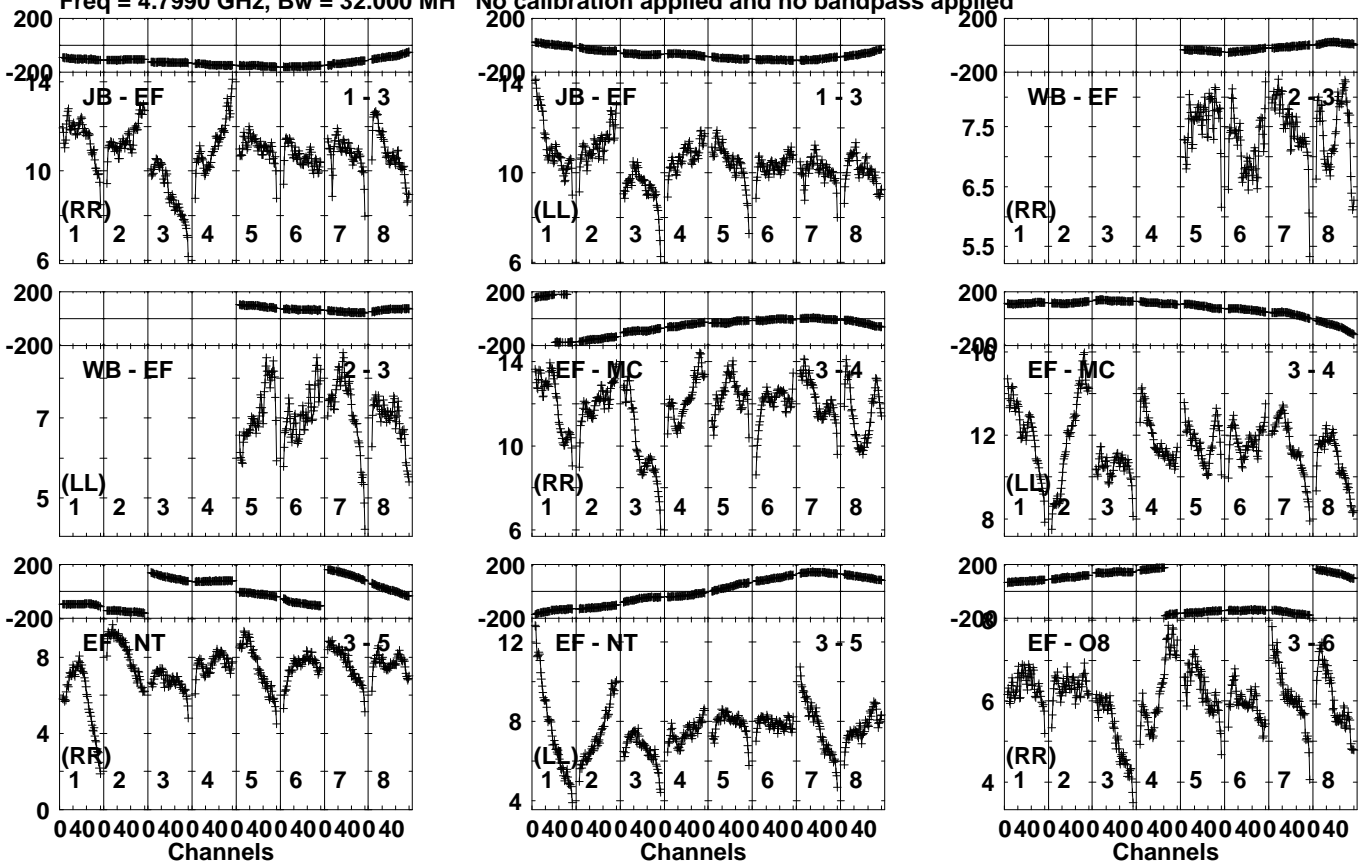 Freq = 4.7990 GHz, Bw = 32.000 MH No calibration applied and no bandpass applied
200 200 200
-200 -200 -200
14 14
JB - EF 1 - 3 JB - EF 1 - 3 WB - EF 2 - 3
7.5
10 10
6.5
(RR) (LL) (RR)
1 2 3 4 5 6 7 8 1 2 3 4 5 6 7 8 1 2 3 4 5 6 7 8
5.5
6 6
200 200 200
-200 -200 -200
16
14
WB - EF 2 - 3 EF - MC 3 - 4 EF - MC 3 - 4
7 12
10
5
(LL) (RR) (LL)
1 2 3 4 5 6 7 8 1 2 3 4 5 6 7 8 1 2 3 4 5 6 7 8
6 8
200 200 200
-200 -200 -200
8
12
EF - NT 3 - 5 EF - NT 3 - 5 EF - O8 3 - 6
8 8 6
4
(RR) (LL) (RR)
1 2 3 4 5 6 7 8 1 2 3 4 5 6 7 8 1 2 3 4 5 6 7 8
4 4
0
0 40 0 40 0 40 0 40 0 40 0 40 0 40 0 40 0 40 0 40 0 40 0 40 0 40 0 40 0 40 0 40 0 40 0 40 0 40 0 40 0 40 0 40 0 40 0 40
Channels Channels Channels